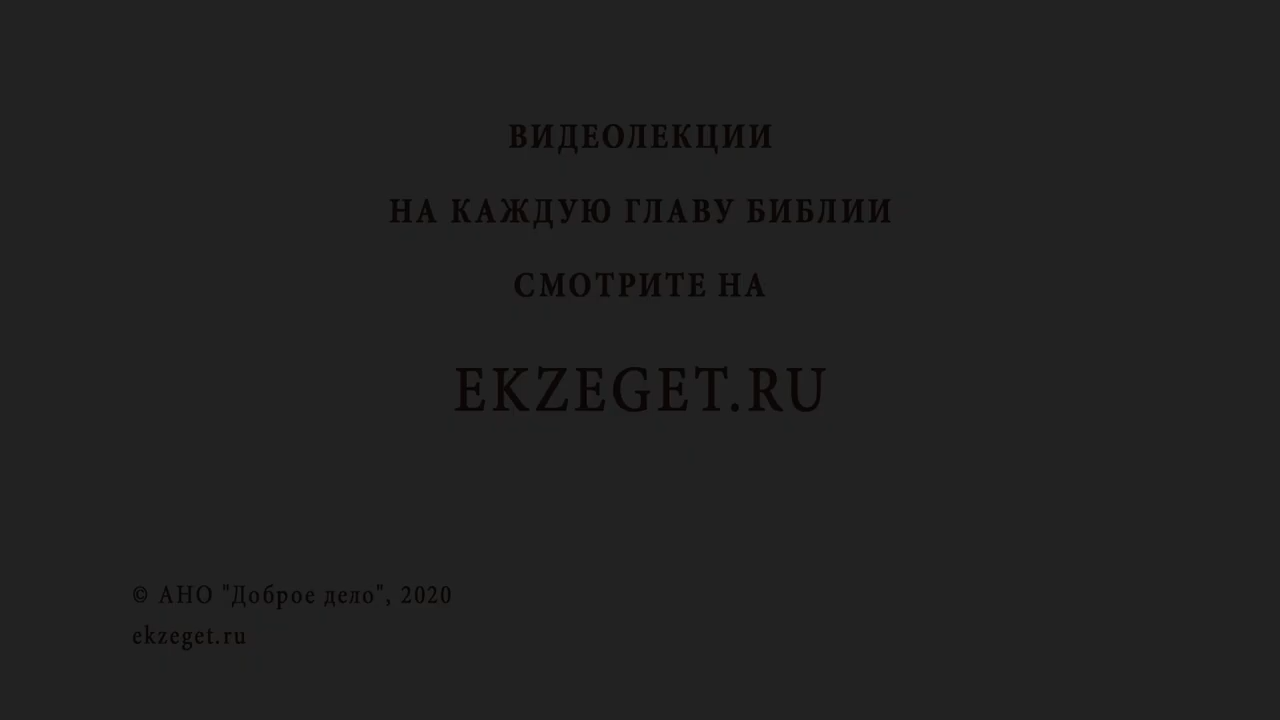 ВИДЕОЛЕКЦИИ
НА КАЖДУЮ ГЛАВУ БИБЛИИ
СМОТРИТЕ НА
EKZEGET.RU
© АНО "Доброе дело", 2020
ekzeget.ru